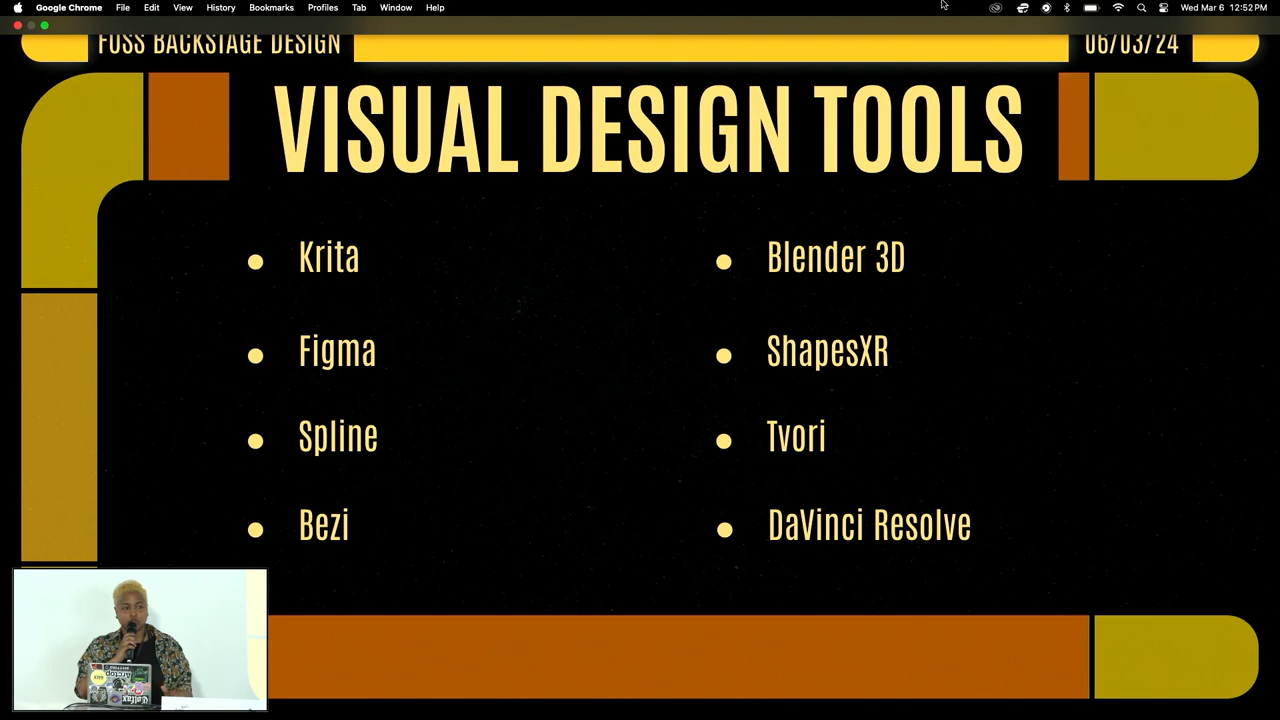 Google Chrome File Edit View History Bookmarks Profiles Tab Window Help Wed Mar 6 12:52 PM
FOSS BACKSTAGE DESIGN 06/03/24
VISUAL DESIGN TOOLS
Krita
Figma
Spline
Bezi
Blender 3D
ShapesXR
Tvori
DaVinci Resolve